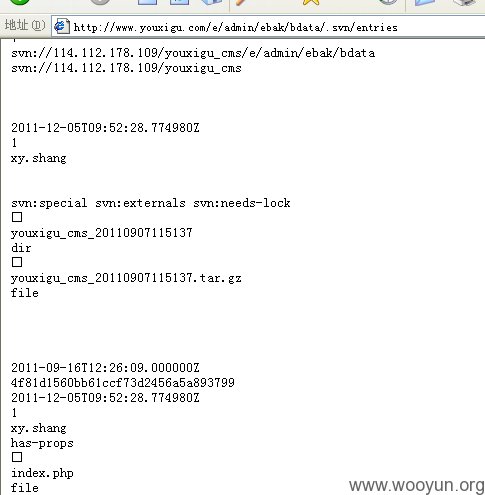 地址(D)
http://www.youxigu.com/e/admin/ebak/bdata/.svn/entries
svn://114.112.178.109/youxigu_cms/e/admin/ebak/bdata
svn://114.112.178.109/youxigu_cms
2011-12-05T09:52:28.774980Z
1
xy.shang
svn:special svn:externals svn:needs-lock
□
youxigu_cms_20110907115137
dir
□
youxigu_cms_20110907115137.tar.gz
file
2011-09-16T12:26:09.000000Z
4f81d1560bb61ccf73d2456a5a893799
2011-12-05T09:52:28.774980Z
1
xy.shang
has-props
□
index.php
file
www.wooyun.org